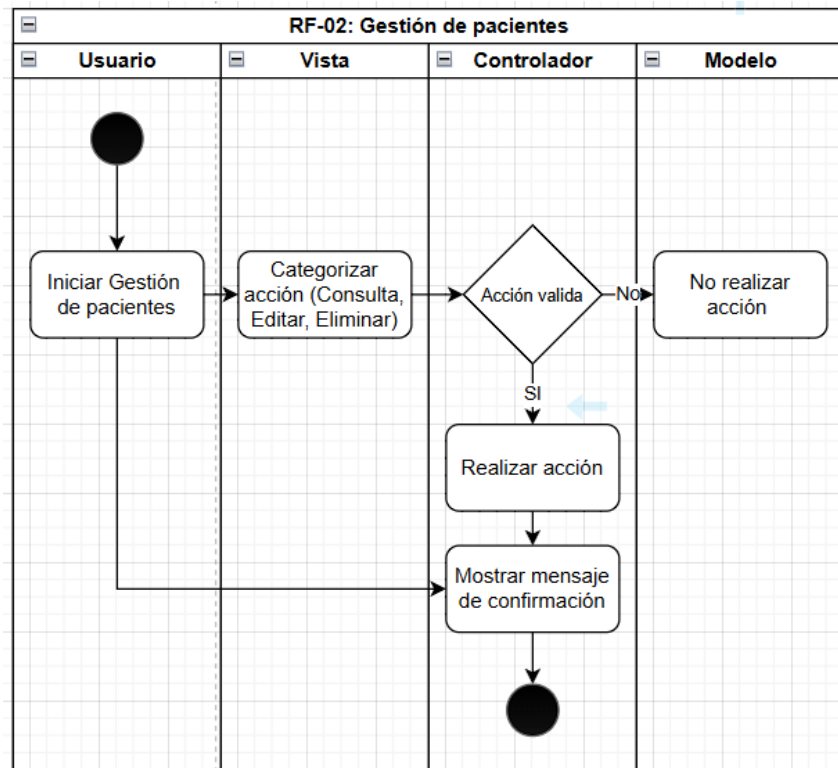 RF-02: Gestión de pacientes
Usuario
Vista
Controlador
Modelo
Iniciar Gestión
de pacientes
Categorizar
acción (Consulta,
Editar, Eliminar)
Acción valida
No
No realizar
acción
SI
Realizar acción
Mostrar mensaje
de confirmación